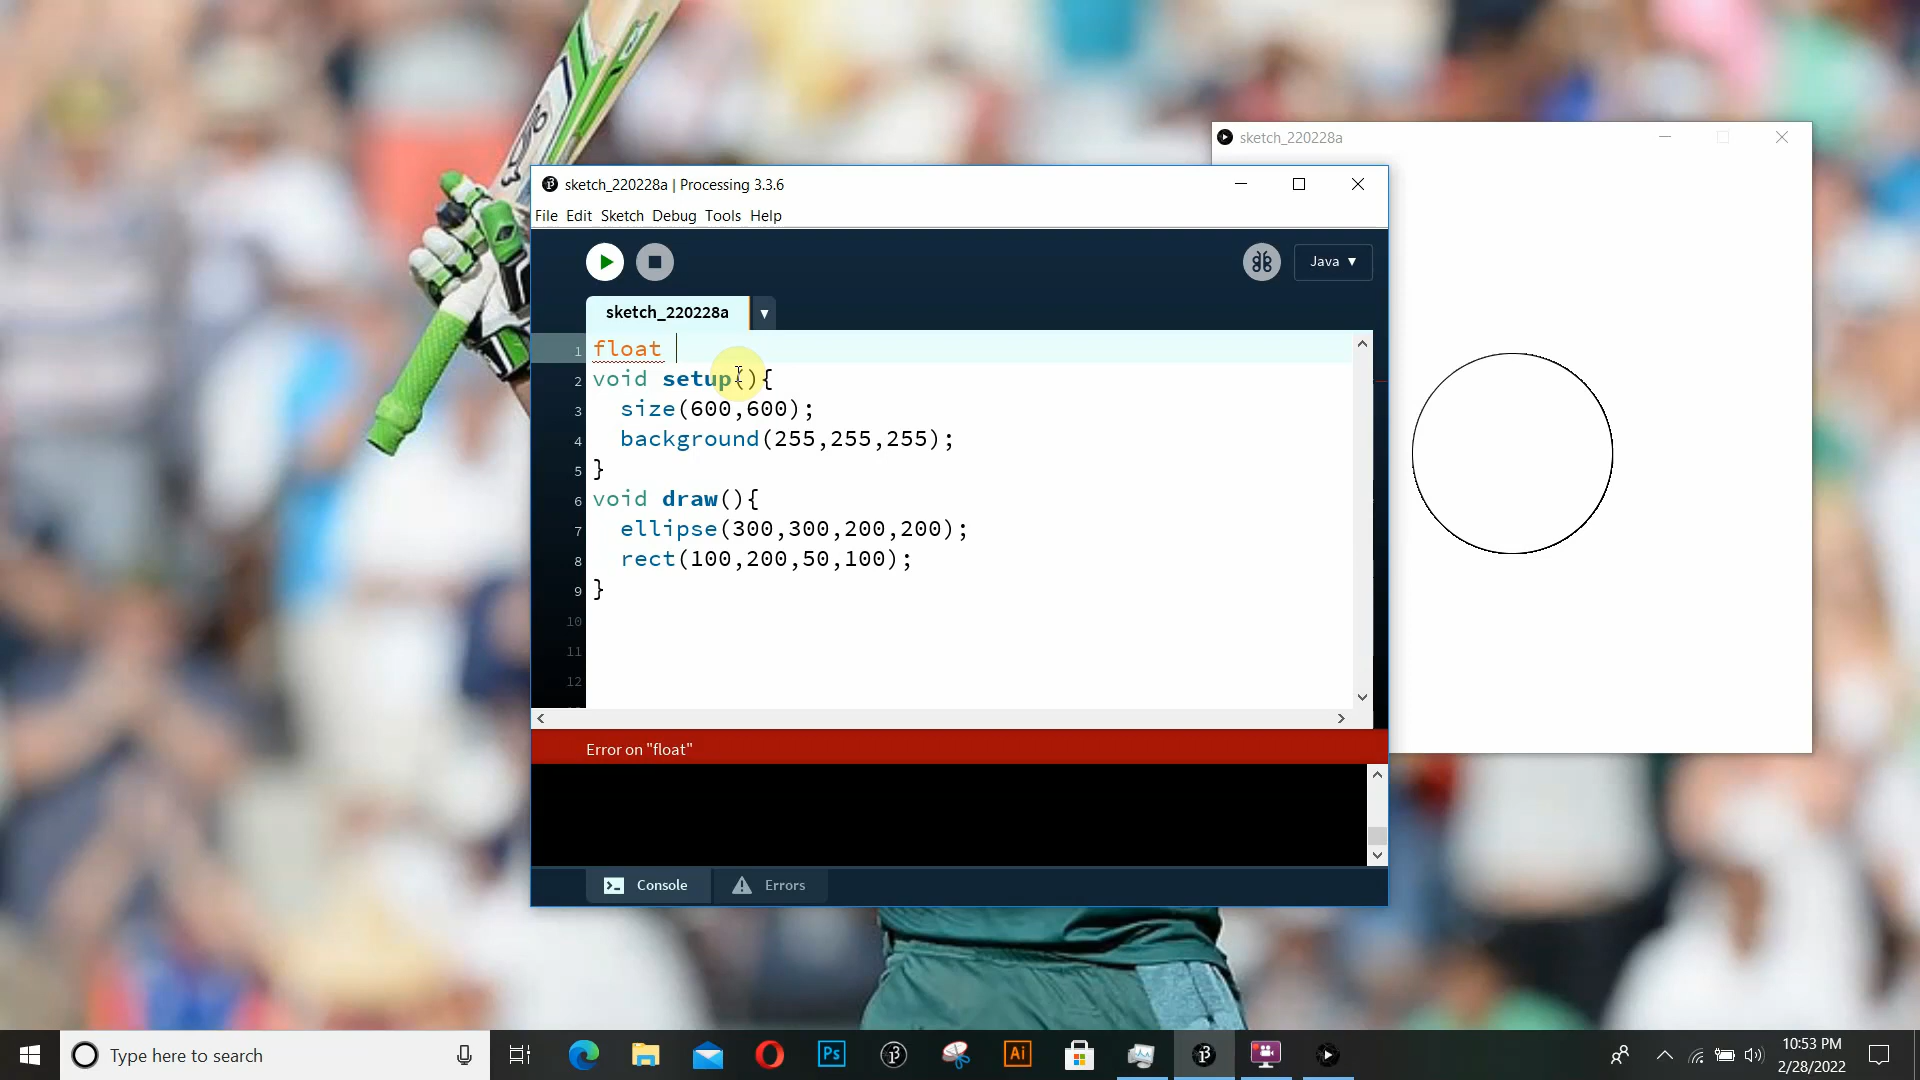 sketch_220228a
sketch_220228a | Processing 3.3.6
File Edit Sketch Debug Tools Help
Java ▼
sketch_220228a ▼
1 float
2 void setup(){
3 size(600,600);
4 background(255,255,255);
5 }
6 void draw(){
7 ellipse(300,300,200,200);
8 rect(100,200,50,100);
9 }
10
11
12
Error on "float"
Console Errors
Type here to search
Ps
Ai
10:53 PM
2/28/2022